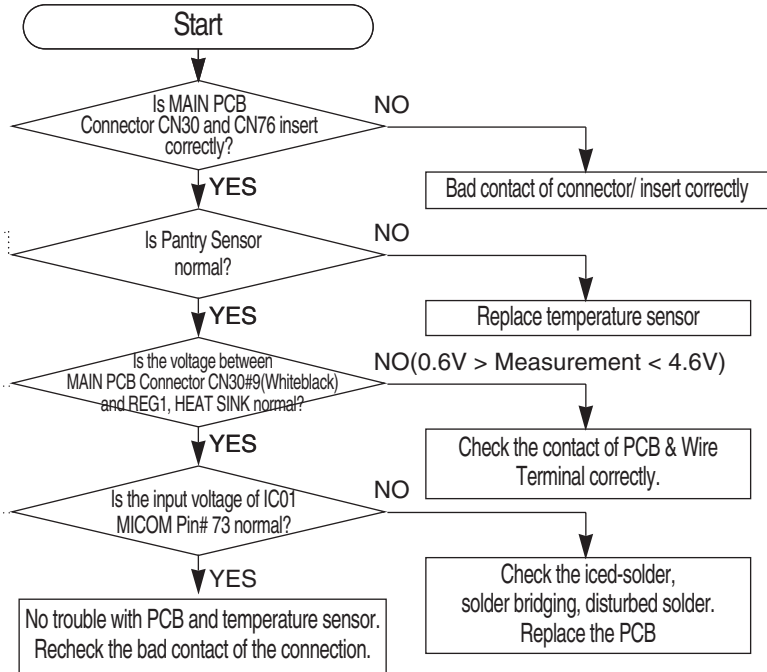 Start
Is MAIN PCB
Connector CN30 and CN76 insert
correctly?
NO
Bad contact of connector/ insert correctly
YES
Is Pantry Sensor
normal?
NO
Replace temperature sensor
YES
Is the voltage between
MAIN PCB Connector CN30#9(Whiteblack)
and REG1, HEAT SINK normal?
NO(0.6V > Measurement < 4.6V)
Check the contact of PCB & Wire
Terminal correctly.
YES
Is the input voltage of IC01
MICOM Pin# 73 normal?
NO
Check the iced-solder,
solder bridging, disturbed solder.
Replace the PCB
YES
No trouble with PCB and temperature sensor.
Recheck the bad contact of the connection.